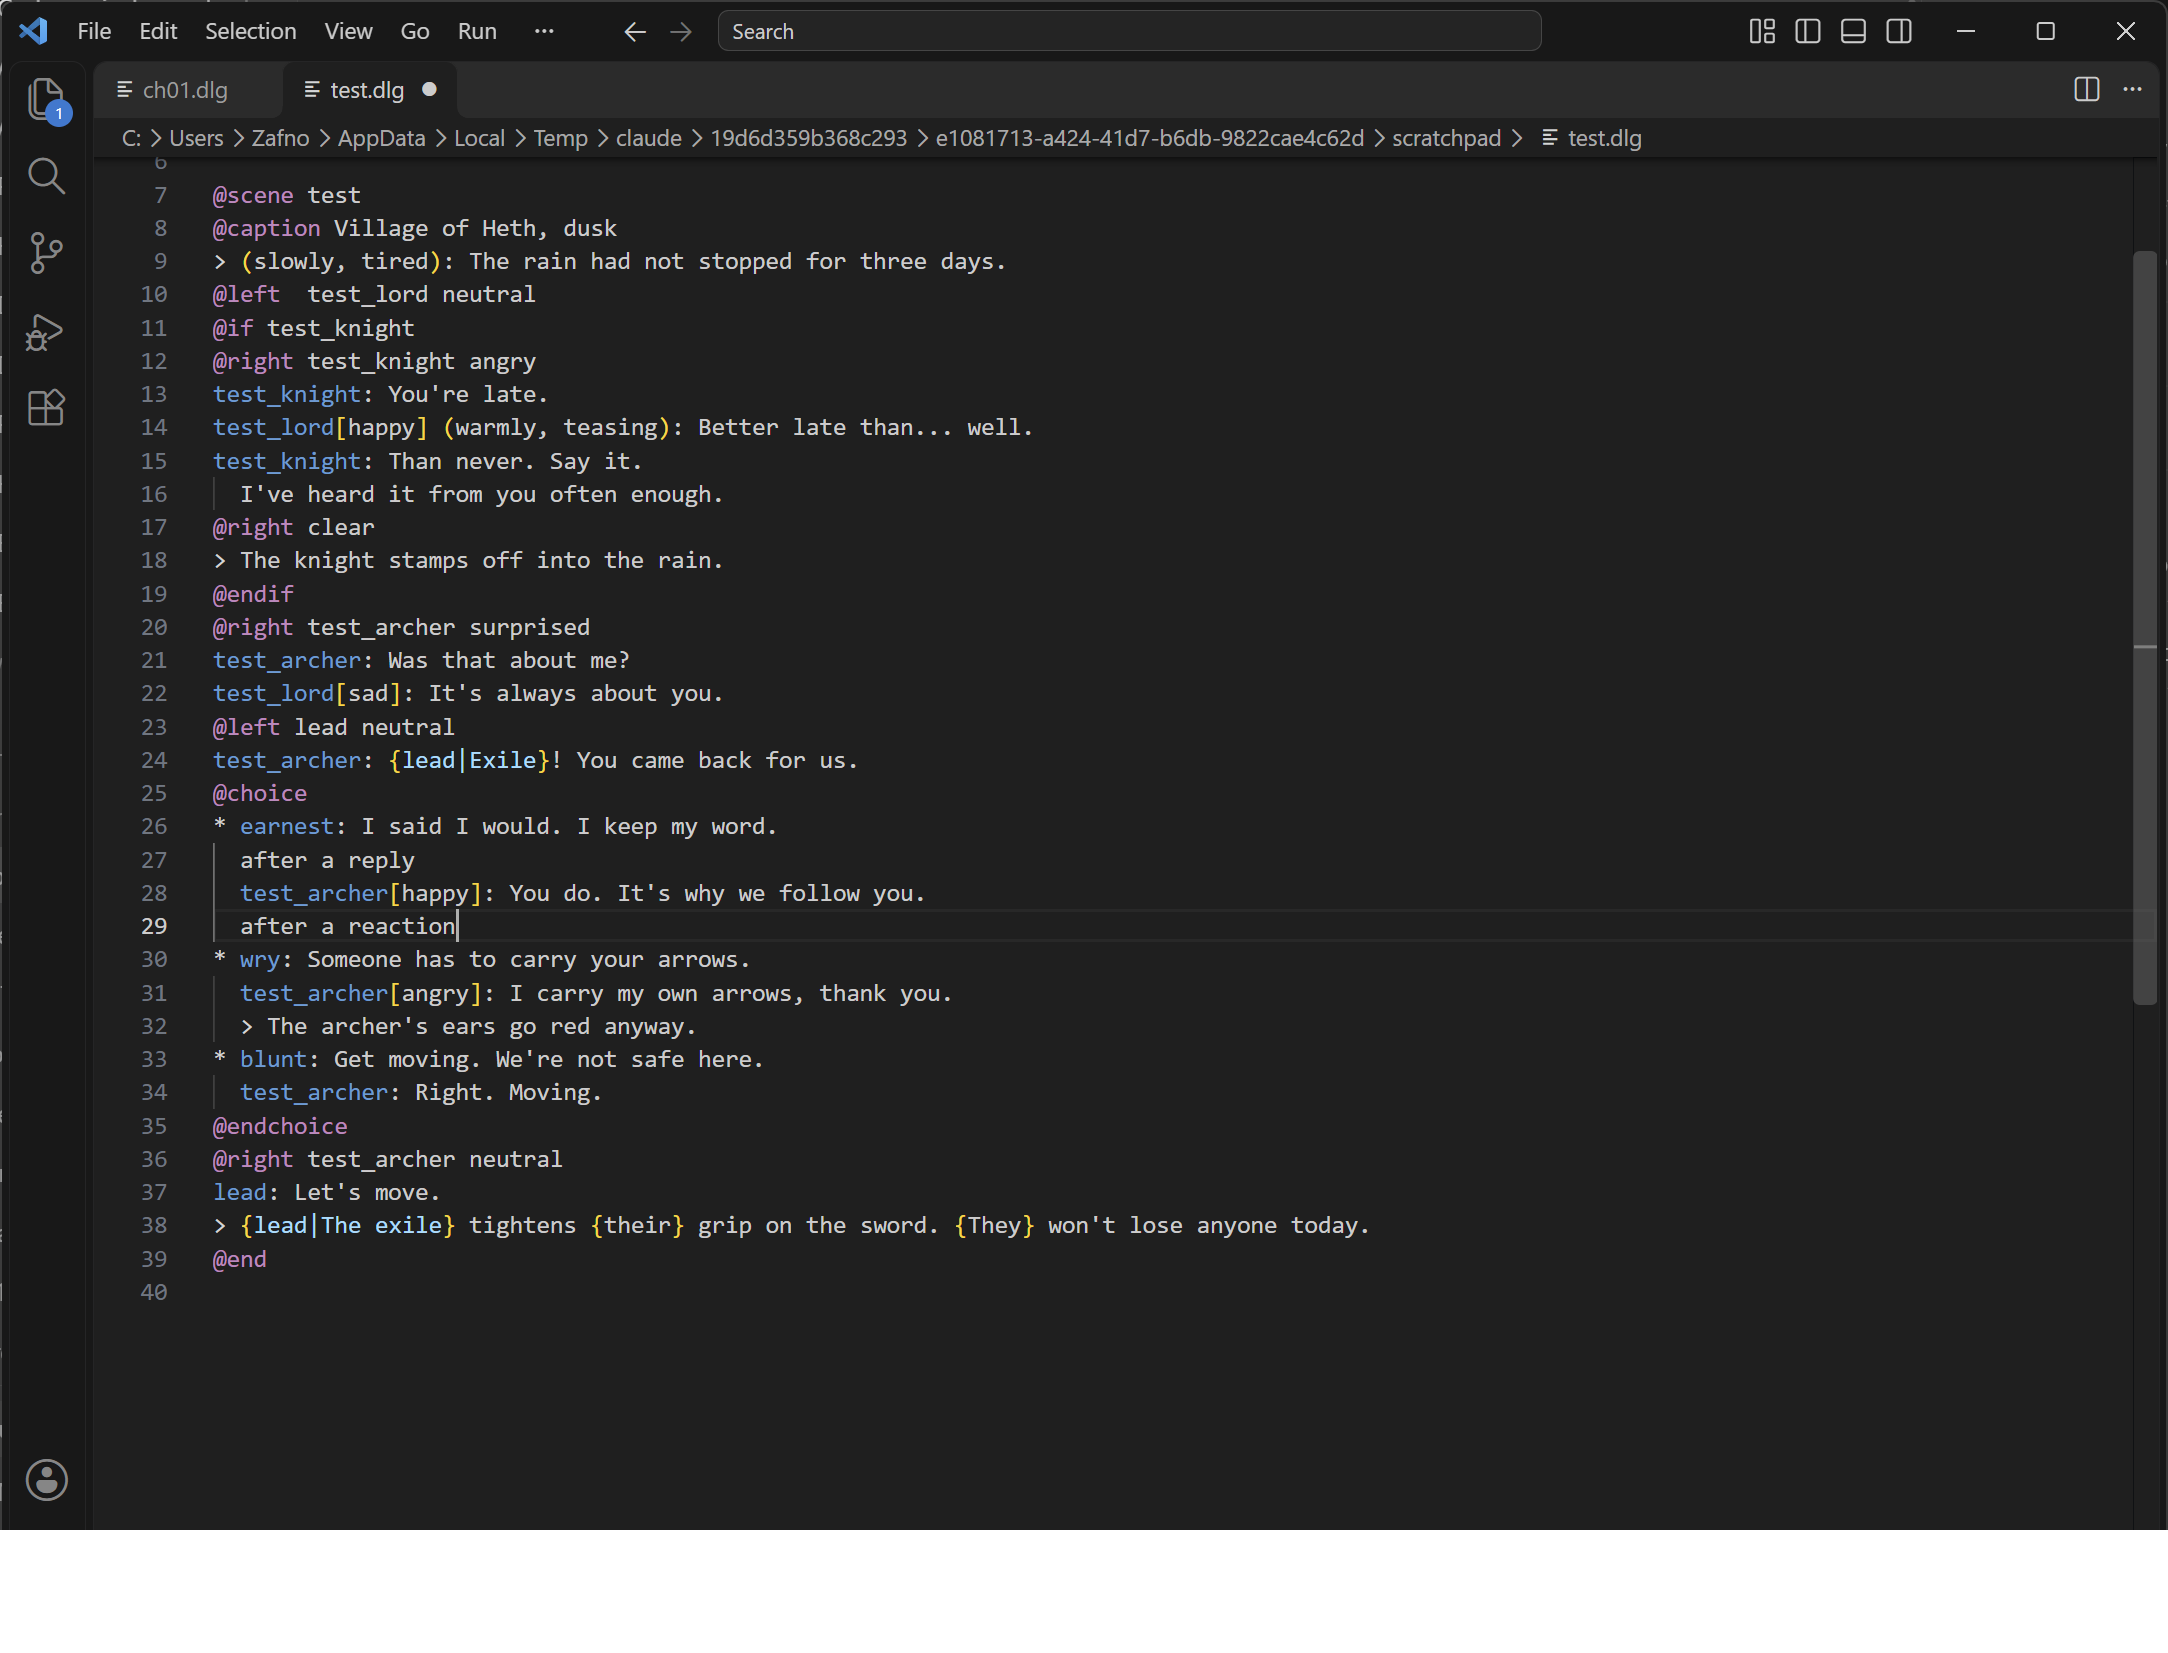 File Edit Selection View Go Run ··· Search
1
ch01.dlg test.dlg
C: > Users > Zafno > AppData > Local > Temp > claude > 19d6d359b368c293 > e1081713-a424-41d7-b6db-9822cae4c62d > scratchpad > test.dlg
6
7 @scene test
8 @caption Village of Heth, dusk
9 > (slowly, tired): The rain had not stopped for three days.
10 @left  test_lord neutral
11 @if test_knight
12 @right test_knight angry
13 test_knight: You're late.
14 test_lord[happy] (warmly, teasing): Better late than... well.
15 test_knight: Than never. Say it.
16   I've heard it from you often enough.
17 @right clear
18 > The knight stamps off into the rain.
19 @endif
20 @right test_archer surprised
21 test_archer: Was that about me?
22 test_lord[sad]: It's always about you.
23 @left lead neutral
24 test_archer: {lead|Exile}! You came back for us.
25 @choice
26 * earnest: I said I would. I keep my word.
27   after a reply
28   test_archer[happy]: You do. It's why we follow you.
29   after a reaction
30 * wry: Someone has to carry your arrows.
31   test_archer[angry]: I carry my own arrows, thank you.
32   > The archer's ears go red anyway.
33 * blunt: Get moving. We're not safe here.
34   test_archer: Right. Moving.
35 @endchoice
36 @right test_archer neutral
37 lead: Let's move.
38 > {lead|The exile} tightens {their} grip on the sword. {They} won't lose anyone today.
39 @end
40